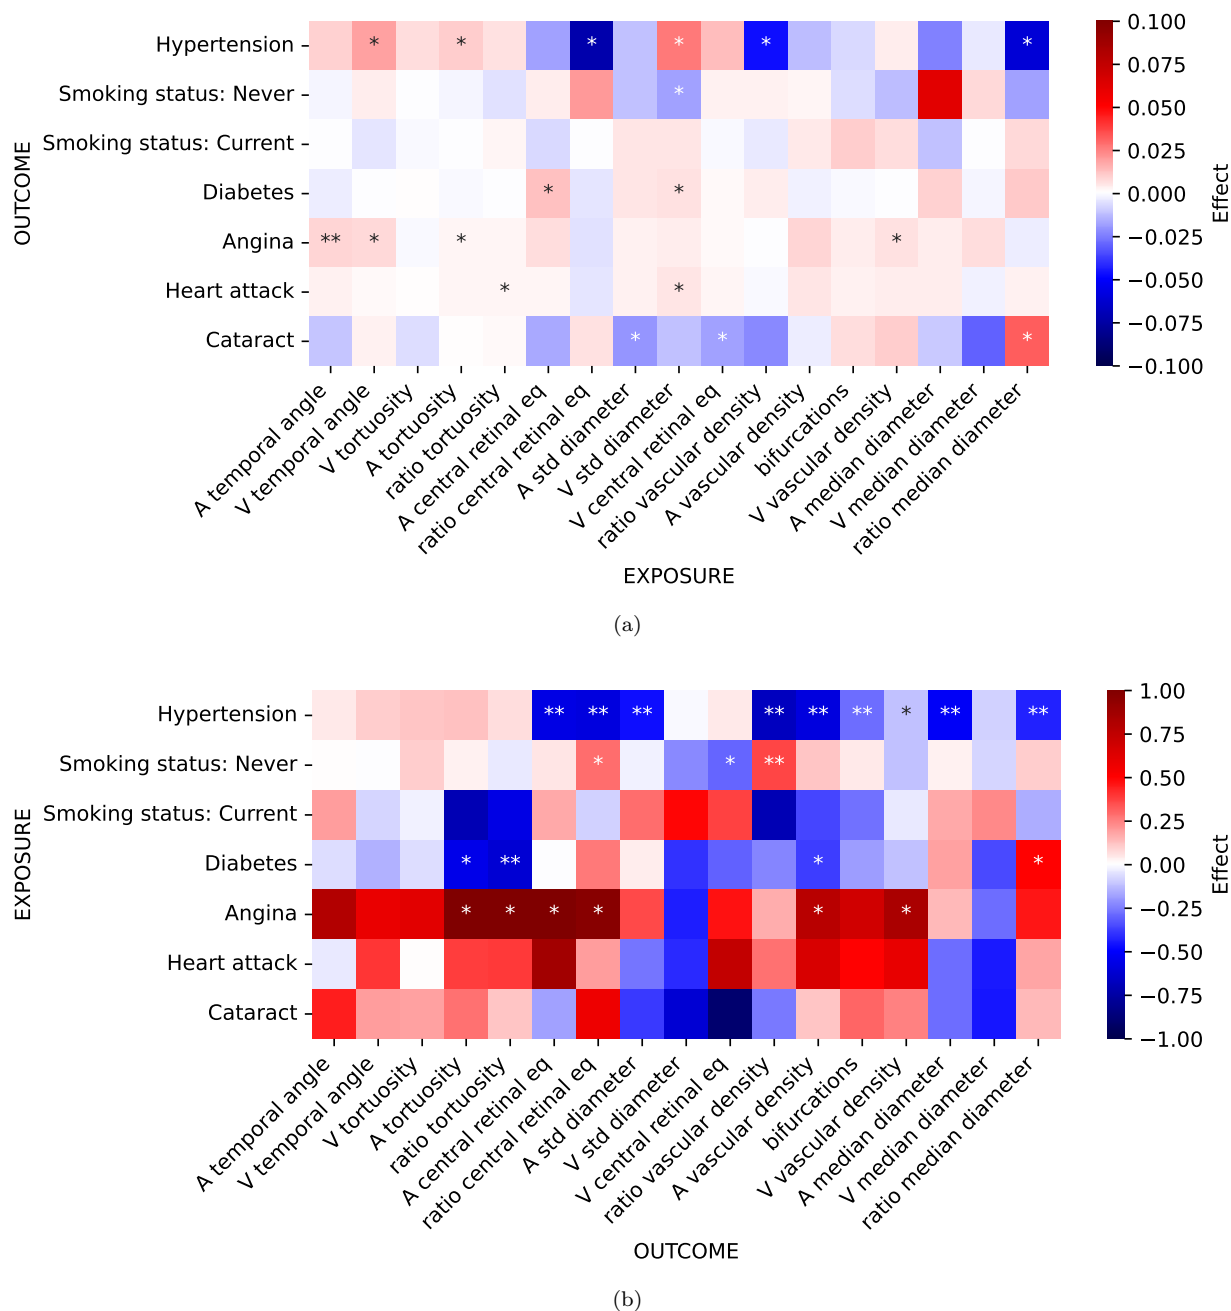 Hypertension
Smoking status: Never
Smoking status: Current
Diabetes
Angina
Heart attack
Cataract
OUTCOME
* * * * * *
*
* *
** * * *
* *
* * *
A temporal angle
V temporal angle
V tortuosity
A tortuosity
ratio tortuosity
A central retinal eq
ratio central retinal eq
A std diameter
V std diameter
V central retinal eq
ratio vascular density
A vascular density
bifurcations
V vascular density
A median diameter
V median diameter
ratio median diameter
EXPOSURE
0.100
0.075
0.050
0.025
0.000
−0.025
−0.050
−0.075
−0.100
Effect
(a)
Hypertension
Smoking status: Never
Smoking status: Current
Diabetes
Angina
Heart attack
Cataract
EXPOSURE
** ** ** ** ** ** * ** **
* * **
* ** * *
* * * * * *
A temporal angle
V temporal angle
V tortuosity
A tortuosity
ratio tortuosity
A central retinal eq
ratio central retinal eq
A std diameter
V std diameter
V central retinal eq
ratio vascular density
A vascular density
bifurcations
V vascular density
A median diameter
V median diameter
ratio median diameter
OUTCOME
1.00
0.75
0.50
0.25
0.00
−0.25
−0.50
−0.75
−1.00
Effect
(b)